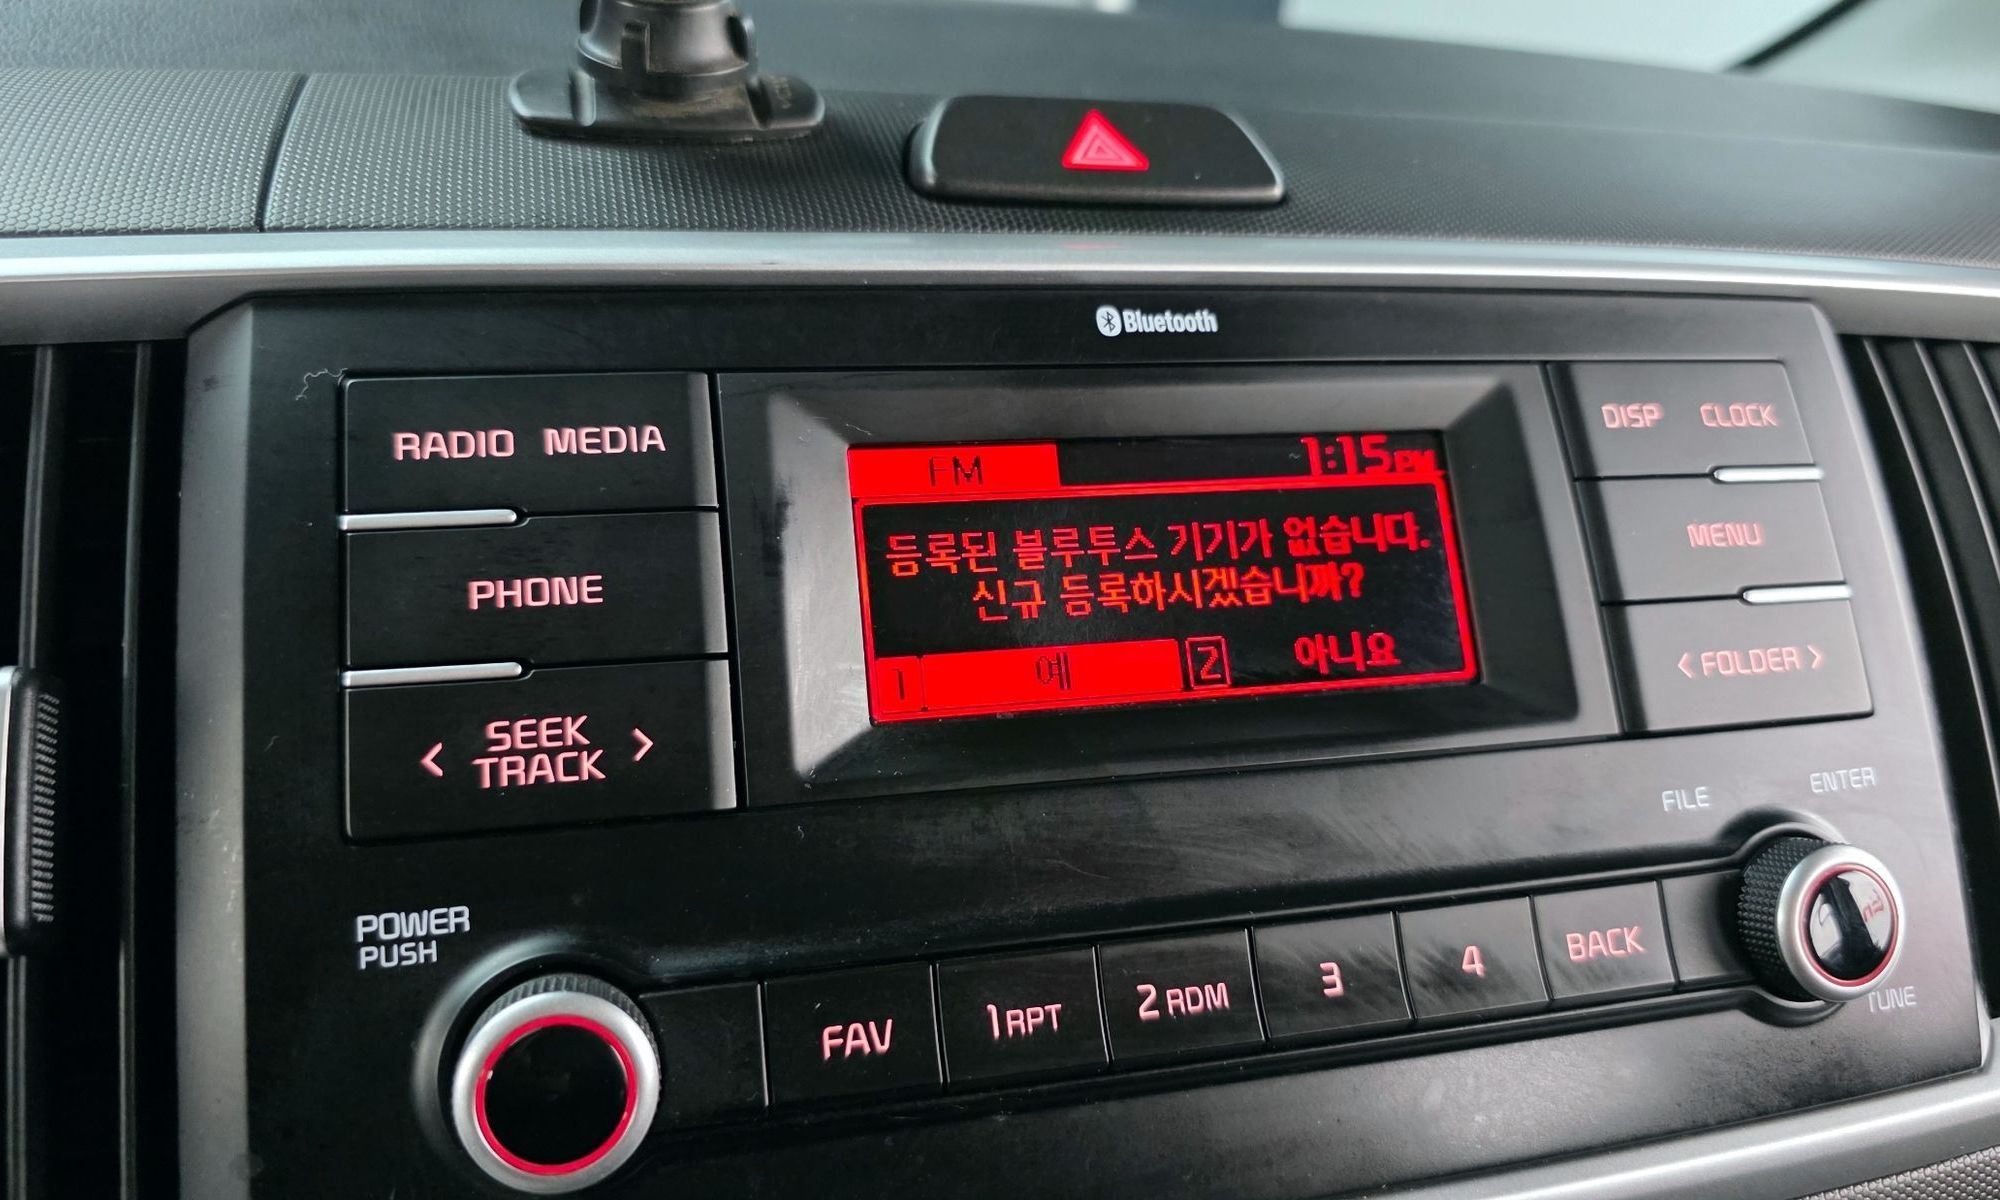 Bluetooth
RADIO MEDIA
PHONE
< SEEK >
TRACK
FM 1:15 PM
등록된 블루투스 기기가 없습니다.
신규 등록하시겠습니까?
1 예 2 아니요
DISP CLOCK
MENU
< FOLDER >
POWER
PUSH
FAV
1 RPT
2 RDM
3
4
BACK
FILE
ENTER
TUNE